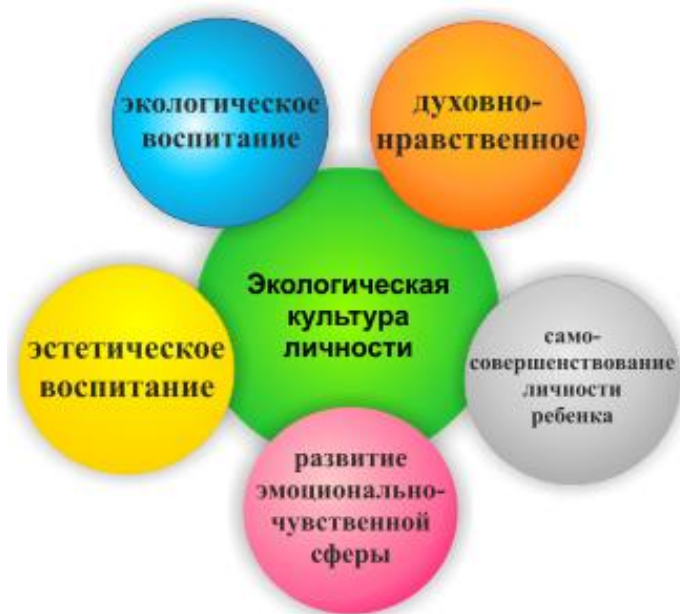 экологическое
воспитание
духовно-
нравственное
Экологическая
культура
личности
эстетическое
воспитание
само-
совершенствование
личности
ребенка
развитие
эмоционально-
чувственной
сферы